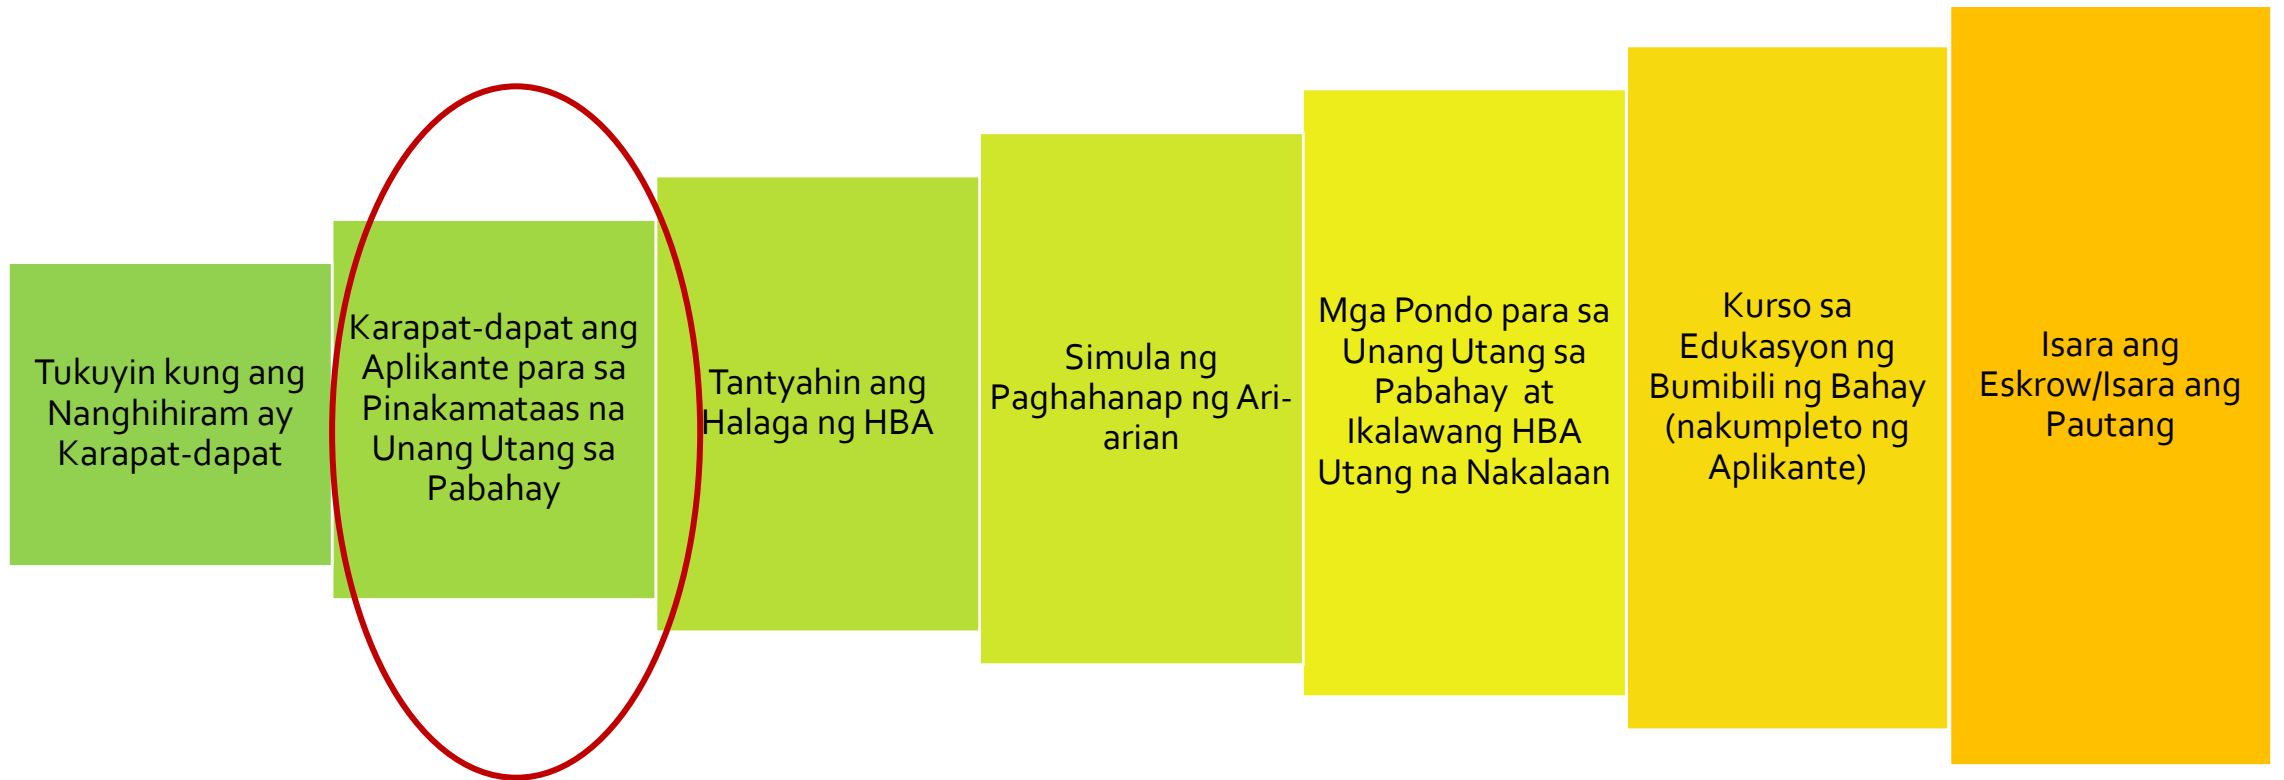 Tukuyin kung ang
Nanghihiram ay
Karapat-dapat
Karapat-dapat ang
Aplikante para sa
Pinakamataas na
Unang Utang sa
Pabahay
Tantyahin ang
Halaga ng HBA
Simula ng
Paghahanap ng Ari-
arian
Mga Pondo para sa
Unang Utang sa
Pabahay at
Ikalawang HBA
Utang na Nakalaan
Kurso sa
Edukasyon ng
Bumibili ng Bahay
(nakumpleto ng
Aplikante)
Isara ang
Eskrow/Isara ang
Pautang